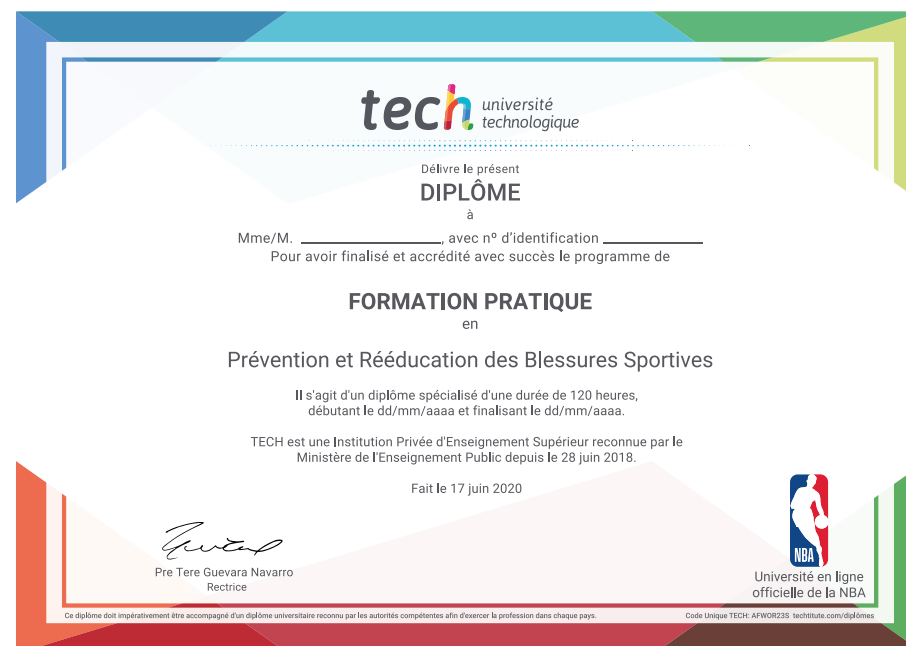 tech université
technologique
Délivre le présent
DIPLÔME
à
Mme/M. ____________________, avec nº d'identification ______________
Pour avoir finalisé et accrédité avec succès le programme de
FORMATION PRATIQUE
en
Prévention et Rééducation des Blessures Sportives
Il s'agit d'un diplôme spécialisé d'une durée de 120 heures,
débutant le dd/mm/aaaa et finalisant le dd/mm/aaaa.
TECH est une Institution Privée d'Enseignement Supérieur reconnue par le
Ministère de l'Enseignement Public depuis le 28 juin 2018.
Fait le 17 juin 2020
Pre Tere Guevara Navarro
Rectrice
NBA
Université en ligne
officielle de la NBA
Ce diplôme doit impérativement être accompagné d'un diplôme universitaire reconnu par les autorités compétentes afin d'exercer la profession dans chaque pays.
Code Unique TECH: AFWOR23S techtitute.com/diplômes